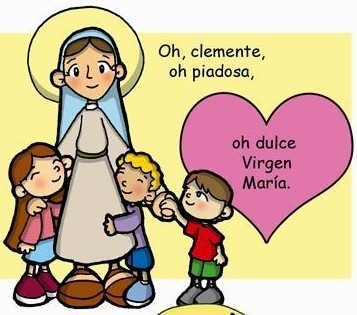 Oh, clemente,
oh piadosa,
oh dulce
Virgen
María.